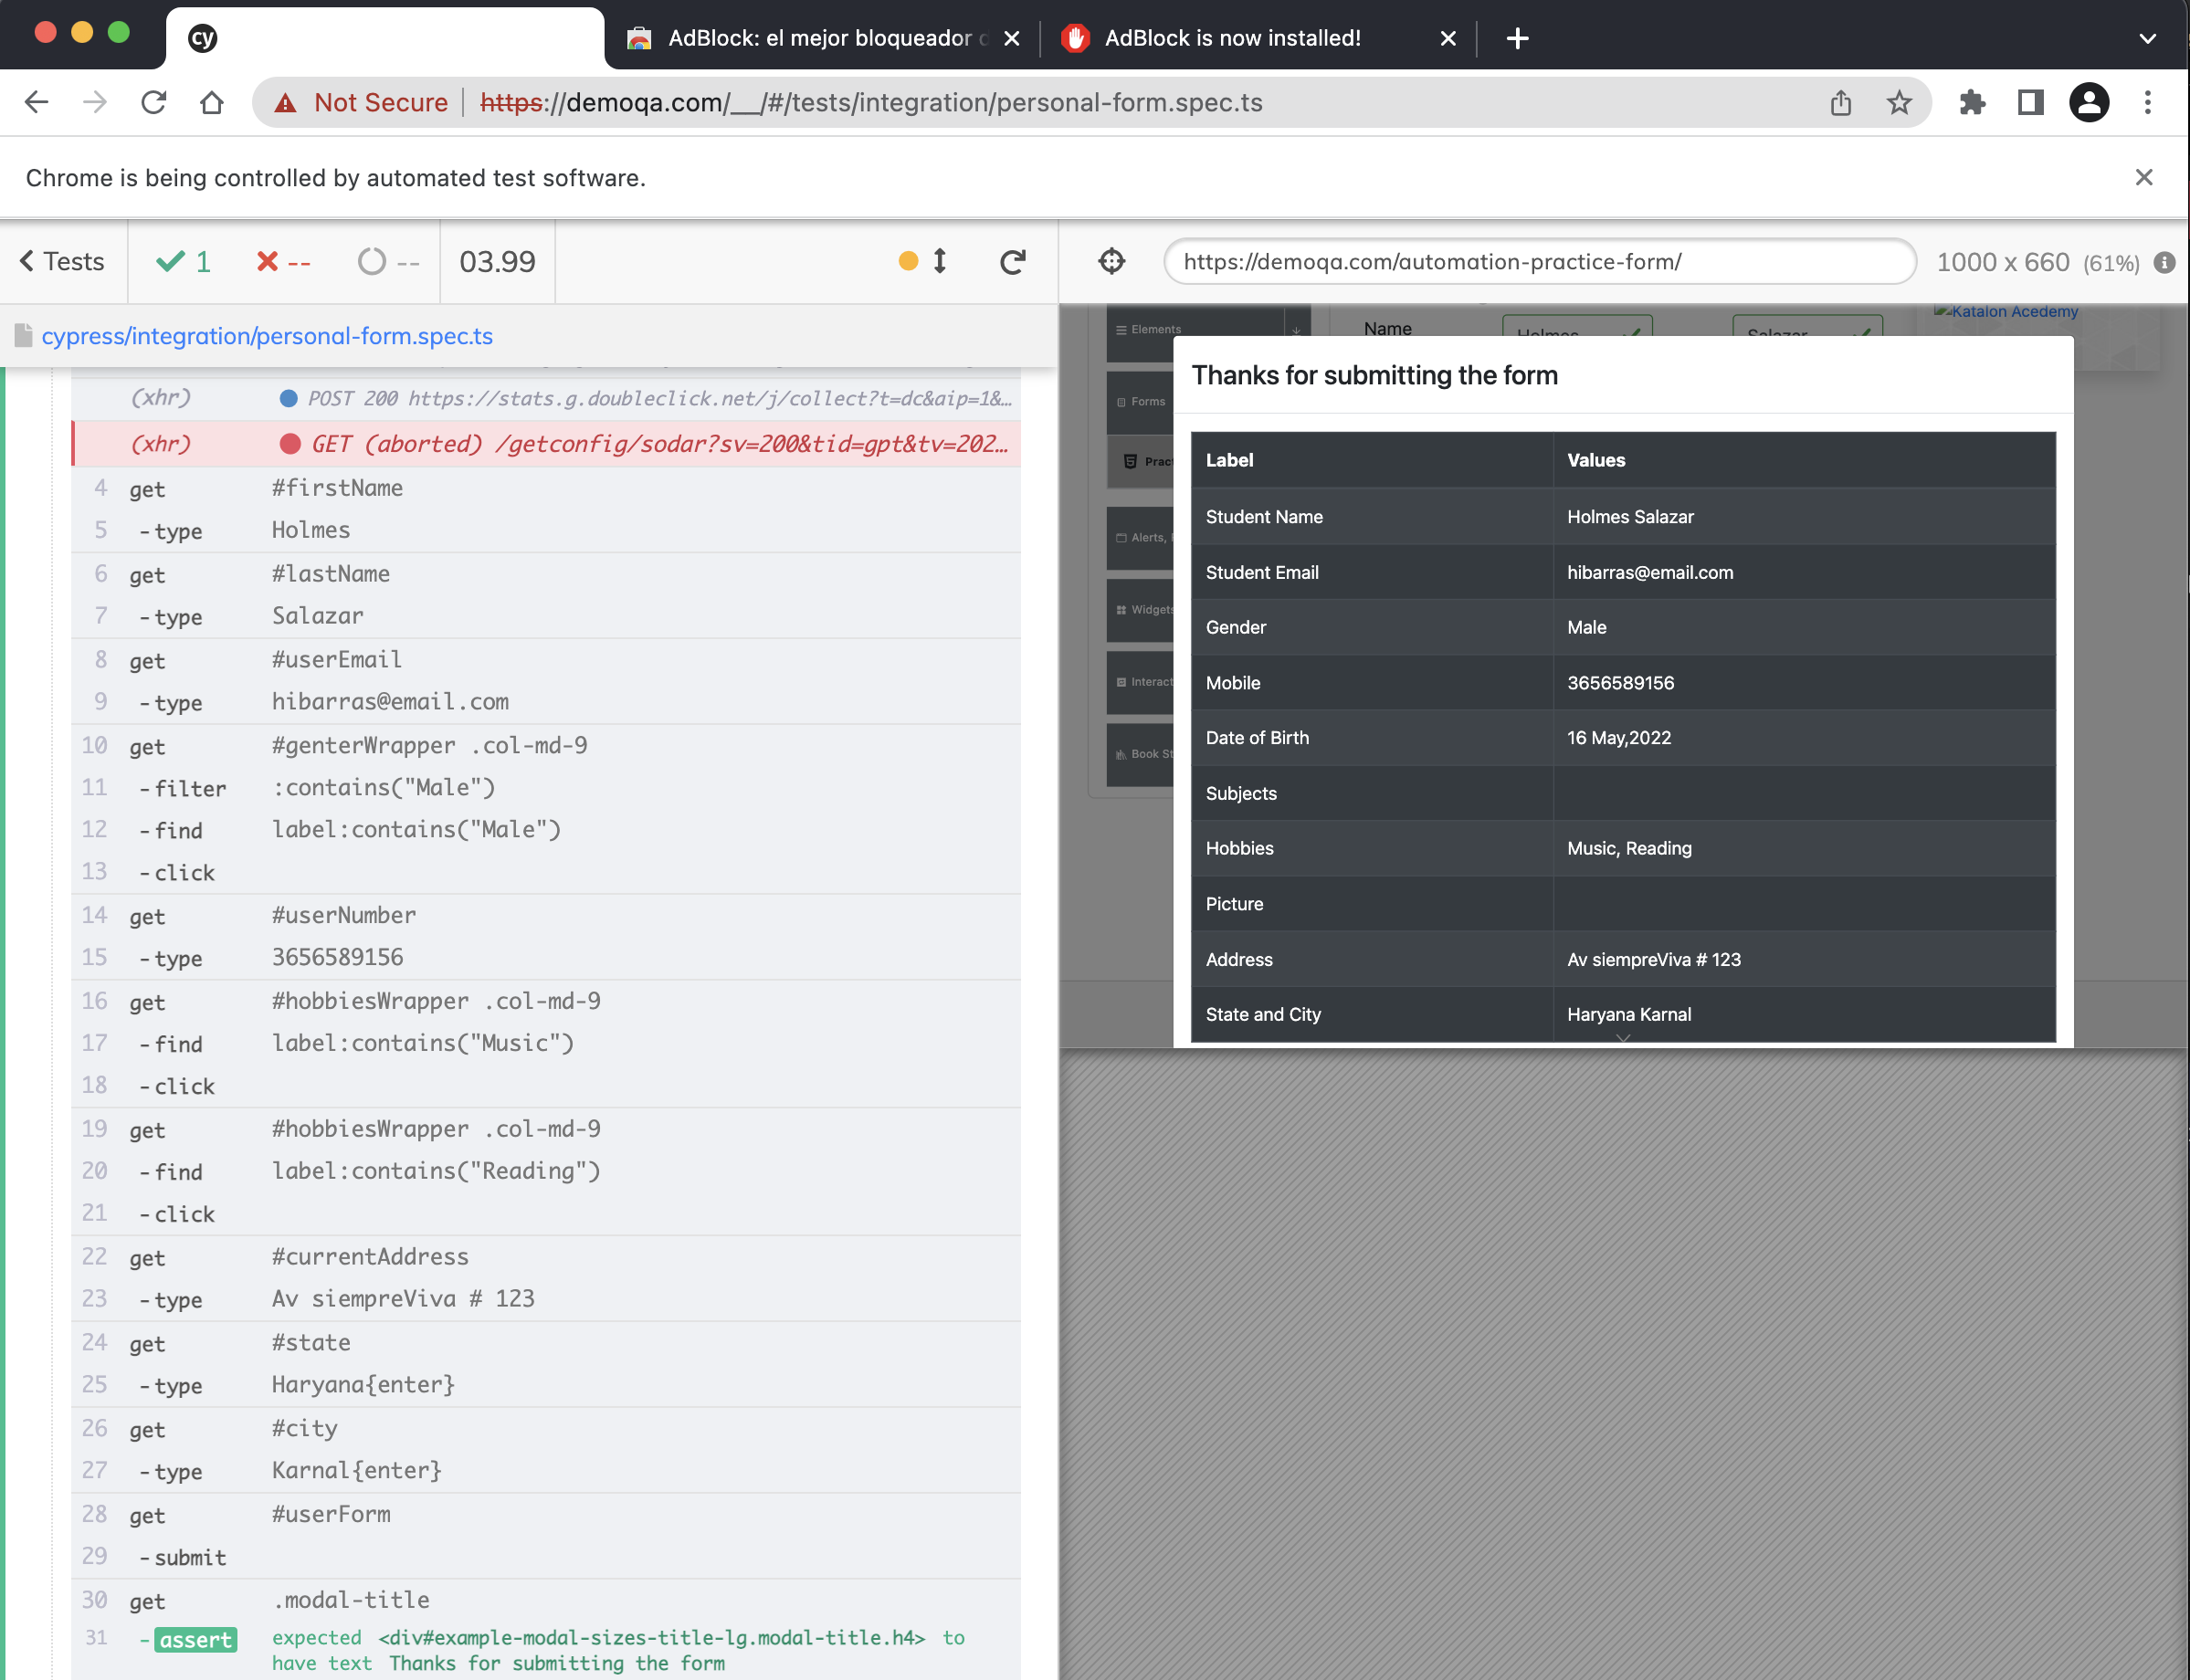 cy
AdBlock: el mejor bloqueador
AdBlock is now installed!
Not Secure https://demoqa.com/__/#/tests/integration/personal-form.spec.ts
Chrome is being controlled by automated test software.
Tests 1 -- -- 03.99
https://demoqa.com/automation-practice-form/ 1000 x 660 (61%)
cypress/integration/personal-form.spec.ts
(xhr) POST 200 https://stats.g.doubleclick.net/j/collect?t=dc&aip=1&…
(xhr) GET (aborted) /getconfig/sodar?sv=200&tid=gpt&tv=202…
4 get #firstName
5 -type Holmes
6 get #lastName
7 -type Salazar
8 get #userEmail
9 -type hibarras@email.com
10 get #genterWrapper .col-md-9
11 -filter :contains("Male")
12 -find label:contains("Male")
13 -click
14 get #userNumber
15 -type 3656589156
16 get #hobbiesWrapper .col-md-9
17 -find label:contains("Music")
18 -click
19 get #hobbiesWrapper .col-md-9
20 -find label:contains("Reading")
21 -click
22 get #currentAddress
23 -type Av siempreViva # 123
24 get #state
25 -type Haryana{enter}
26 get #city
27 -type Karnal{enter}
28 get #userForm
29 -submit
30 get .modal-title
31 -assert expected <div#example-modal-sizes-title-lg.modal-title.h4> to
have text Thanks for submitting the form
Elements
Forms
Prac
Alerts,
Widgets
Interact
Book St
Name Holmes Salazar
Katalon Acedemy
Thanks for submitting the form
Label Values
Student Name Holmes Salazar
Student Email hibarras@email.com
Gender Male
Mobile 3656589156
Date of Birth 16 May,2022
Subjects
Hobbies Music, Reading
Picture
Address Av siempreViva # 123
State and City Haryana Karnal